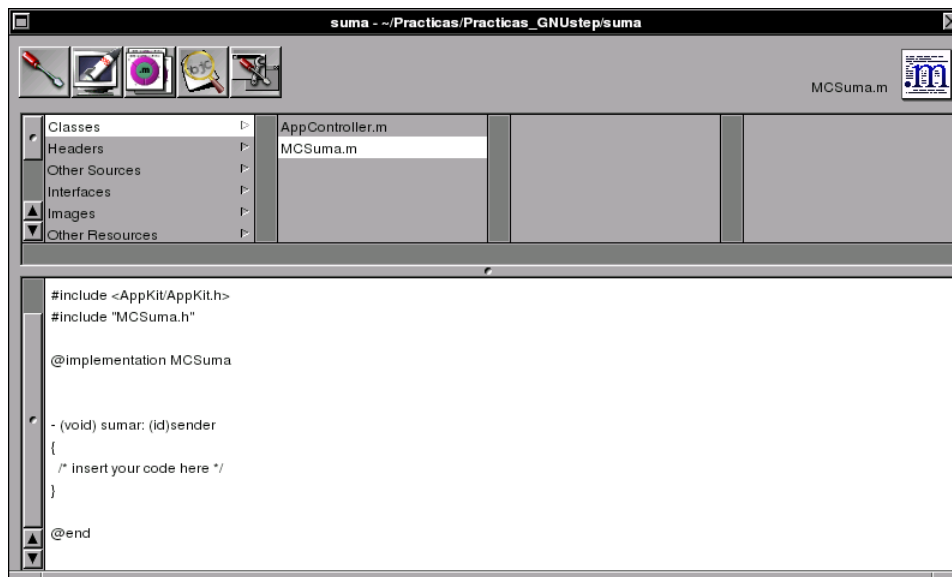 suma - ~/Practicas/Practicas_GNUstep/suma
.m
MCSuma.m
.m
Classes
Headers
Other Sources
Interfaces
Images
Other Resources
AppController.m
MCSuma.m
#include <AppKit/AppKit.h>
#include "MCSuma.h"
@implementation MCSuma
- (void) sumar: (id)sender
{
/* insert your code here */
}
@end